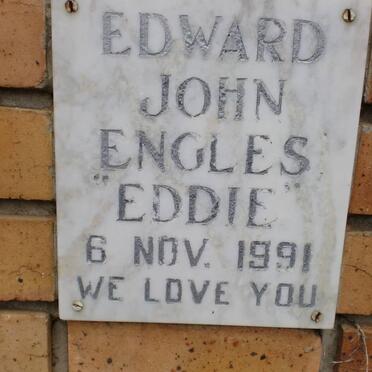 EDWARD
JOHN
ENGLES
"EDDIE"
6 NOV. 1991
WE LOVE YOU